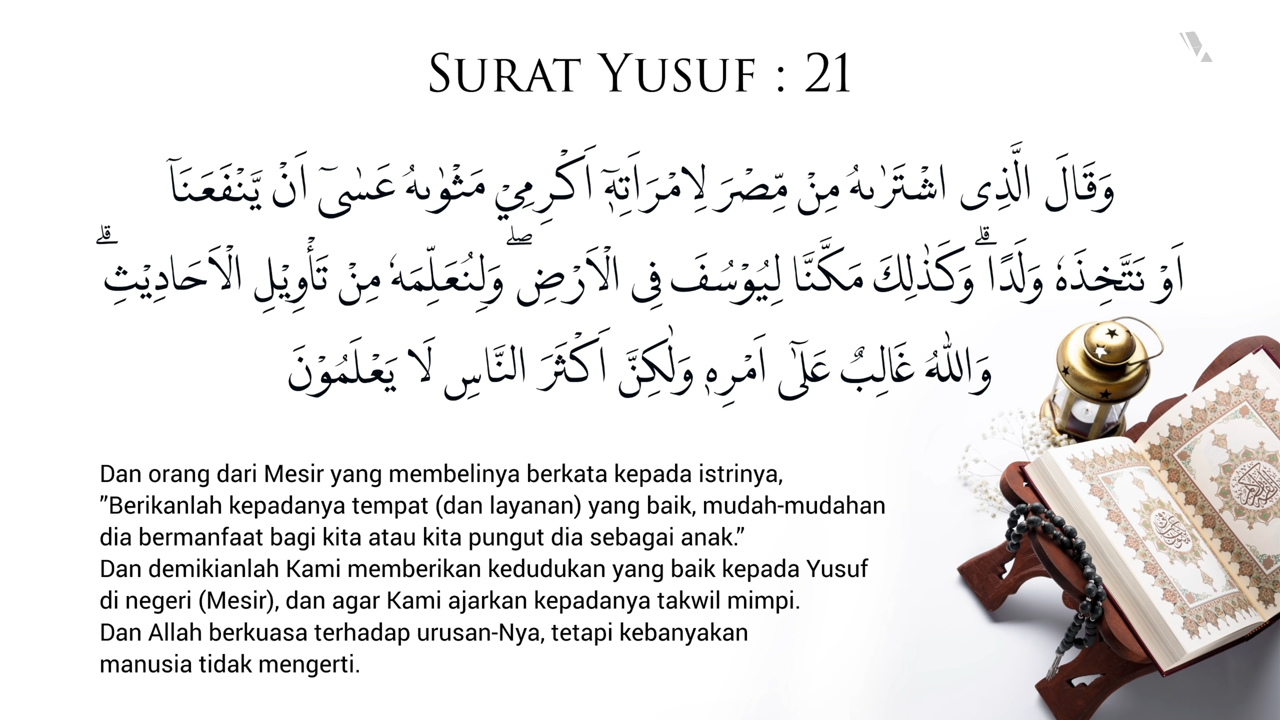 SURAT YUSUF : 21
وَقَالَ الَّذِى اشْتَرٰىهُ مِنْ مِّصْرَ لِامْرَاَتِهٖٓ اَكْرِمِيْ مَثْوٰىهُ عَسٰىٓ اَنْ يَّنْفَعَنَآ
اَوْ نَتَّخِذَهٗ وَلَدًا ۗوَكَذٰلِكَ مَكَّنَّا لِيُوْسُفَ فِى الْاَرْضِۖ وَلِنُعَلِّمَهٗ مِنْ تَأْوِيْلِ الْاَحَادِيْثِۗ
وَاللّٰهُ غَالِبٌ عَلٰٓى اَمْرِهٖ وَلٰكِنَّ اَكْثَرَ النَّاسِ لَا يَعْلَمُوْنَ
Dan orang dari Mesir yang membelinya berkata kepada istrinya,
”Berikanlah kepadanya tempat (dan layanan) yang baik, mudah-mudahan
dia bermanfaat bagi kita atau kita pungut dia sebagai anak.”
Dan demikianlah Kami memberikan kedudukan yang baik kepada Yusuf
di negeri (Mesir), dan agar Kami ajarkan kepadanya takwil mimpi.
Dan Allah berkuasa terhadap urusan-Nya, tetapi kebanyakan
manusia tidak mengerti.